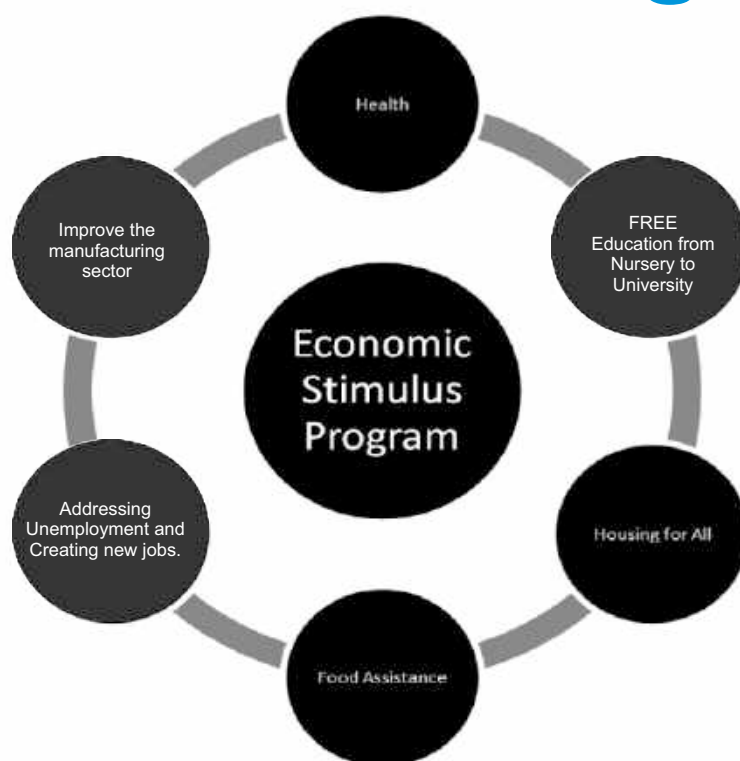 Health
FREE
Education from
Nursery to
University
Housing for All
Food Assistance
Addressing
Unemployment and
Creating new jobs.
Improve the
manufacturing
sector
Economic
Stimulus
Program